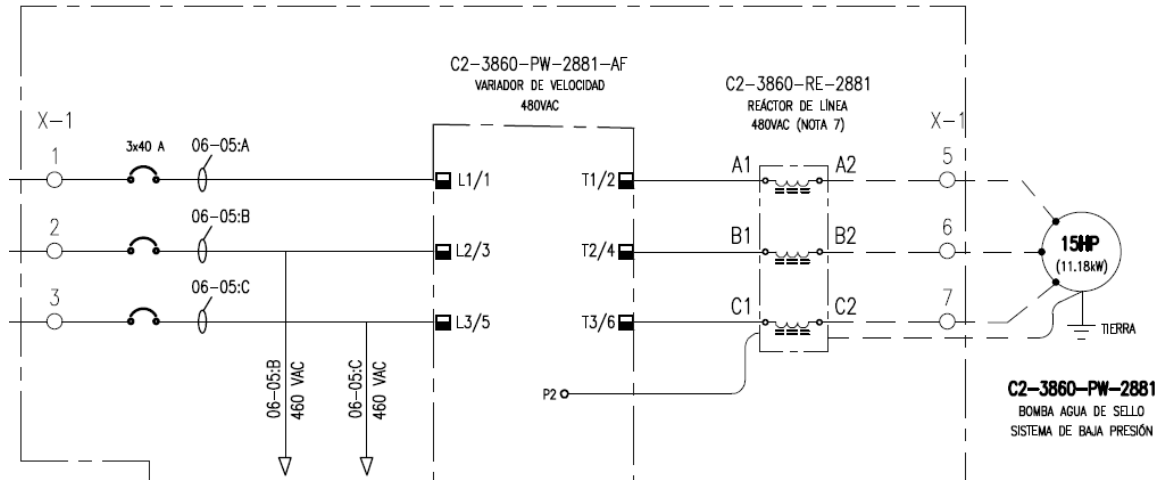 C2-3860-PW-2881-AF
VARIADOR DE VELOCIDAD
480VAC
C2-3860-RE-2881
REÁCTOR DE LÍNEA
480VAC (NOTA 7)
X-1
X-1
1
3x40 A
06-05:A
L1/1
T1/2
A1
A2
5
2
06-05:B
L2/3
T2/4
B1
B2
6
15HP
(11.18kW)
3
06-05:C
L3/5
T3/6
C1
C2
7
TIERRA
06-05:B
460 VAC
06-05:C
460 VAC
P2
C2-3860-PW-2881
BOMBA AGUA DE SELLO
SISTEMA DE BAJA PRESIÓN